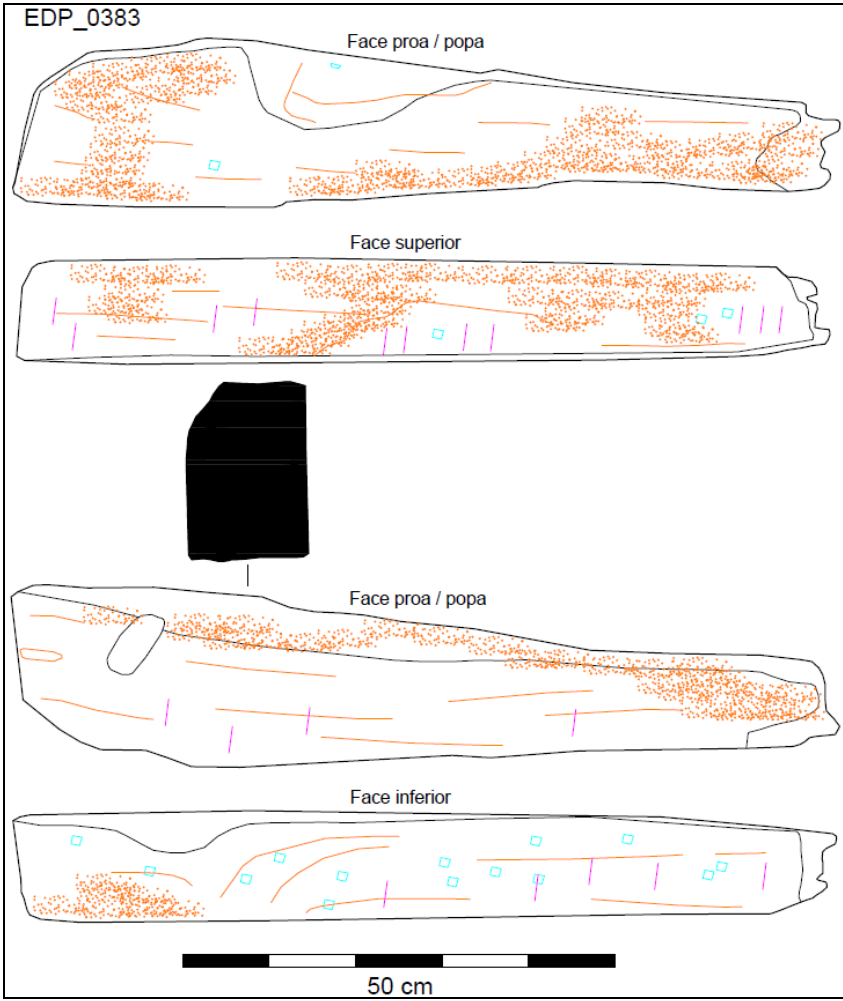 EDP_0383
Face proa / popa
Face superior
Face proa / popa
Face inferior
50 cm